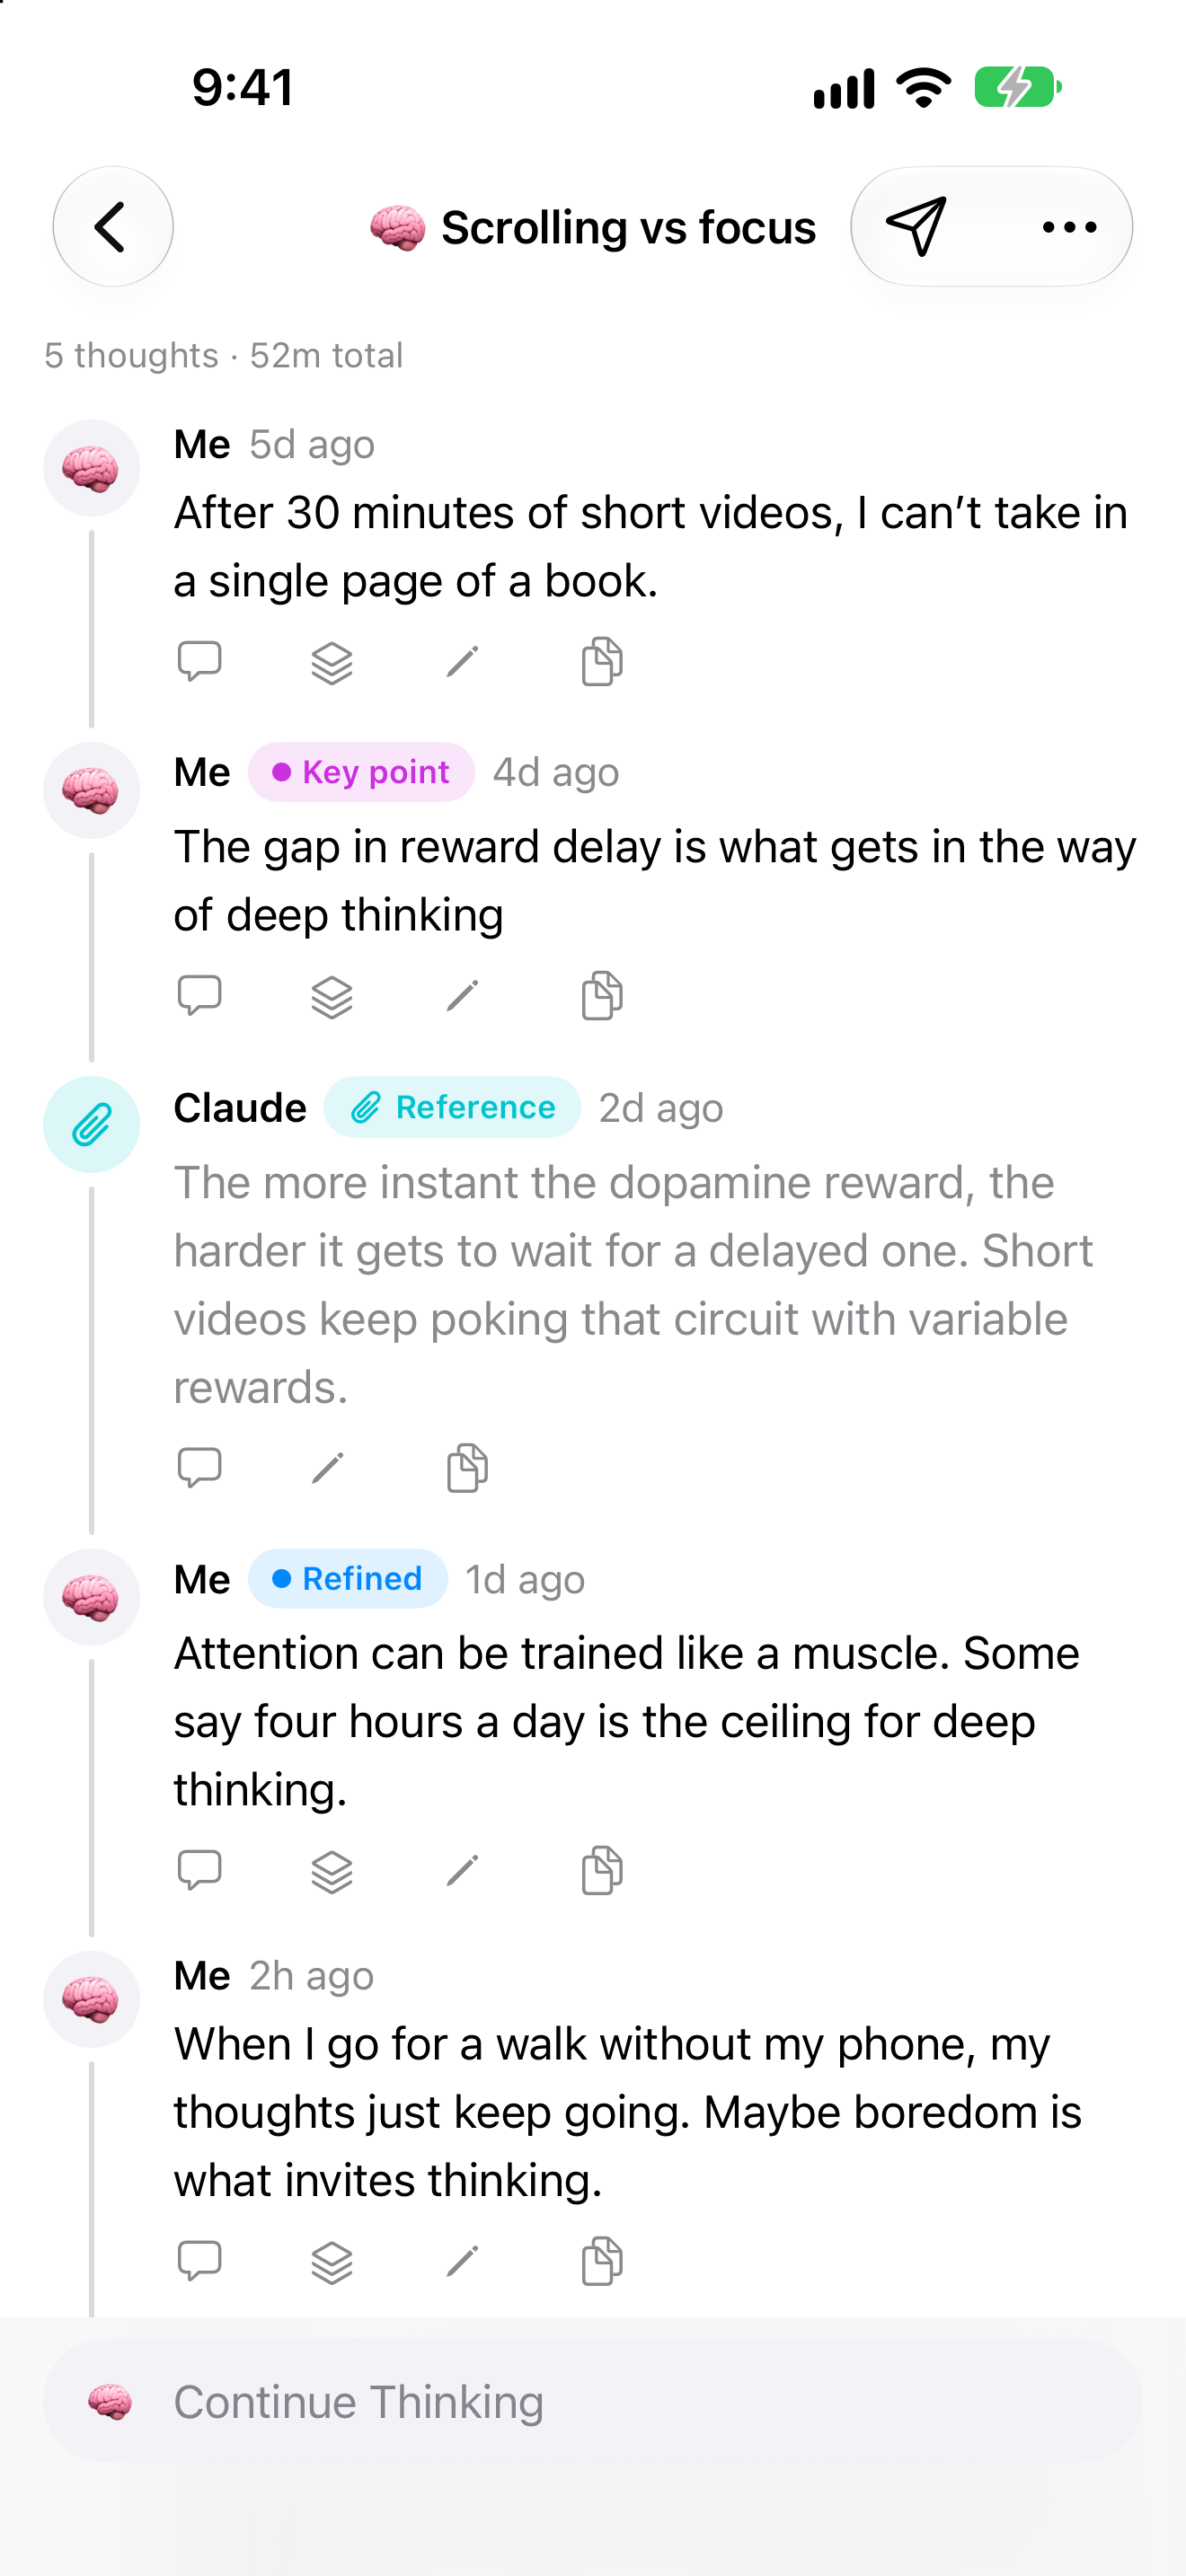 9:41
Scrolling vs focus
5 thoughts · 52m total
Me 5d ago
After 30 minutes of short videos, I can’t take in
a single page of a book.
Me Key point 4d ago
The gap in reward delay is what gets in the way
of deep thinking
Claude Reference 2d ago
The more instant the dopamine reward, the
harder it gets to wait for a delayed one. Short
videos keep poking that circuit with variable
rewards.
Me Refined 1d ago
Attention can be trained like a muscle. Some
say four hours a day is the ceiling for deep
thinking.
Me 2h ago
When I go for a walk without my phone, my
thoughts just keep going. Maybe boredom is
what invites thinking.
Continue Thinking